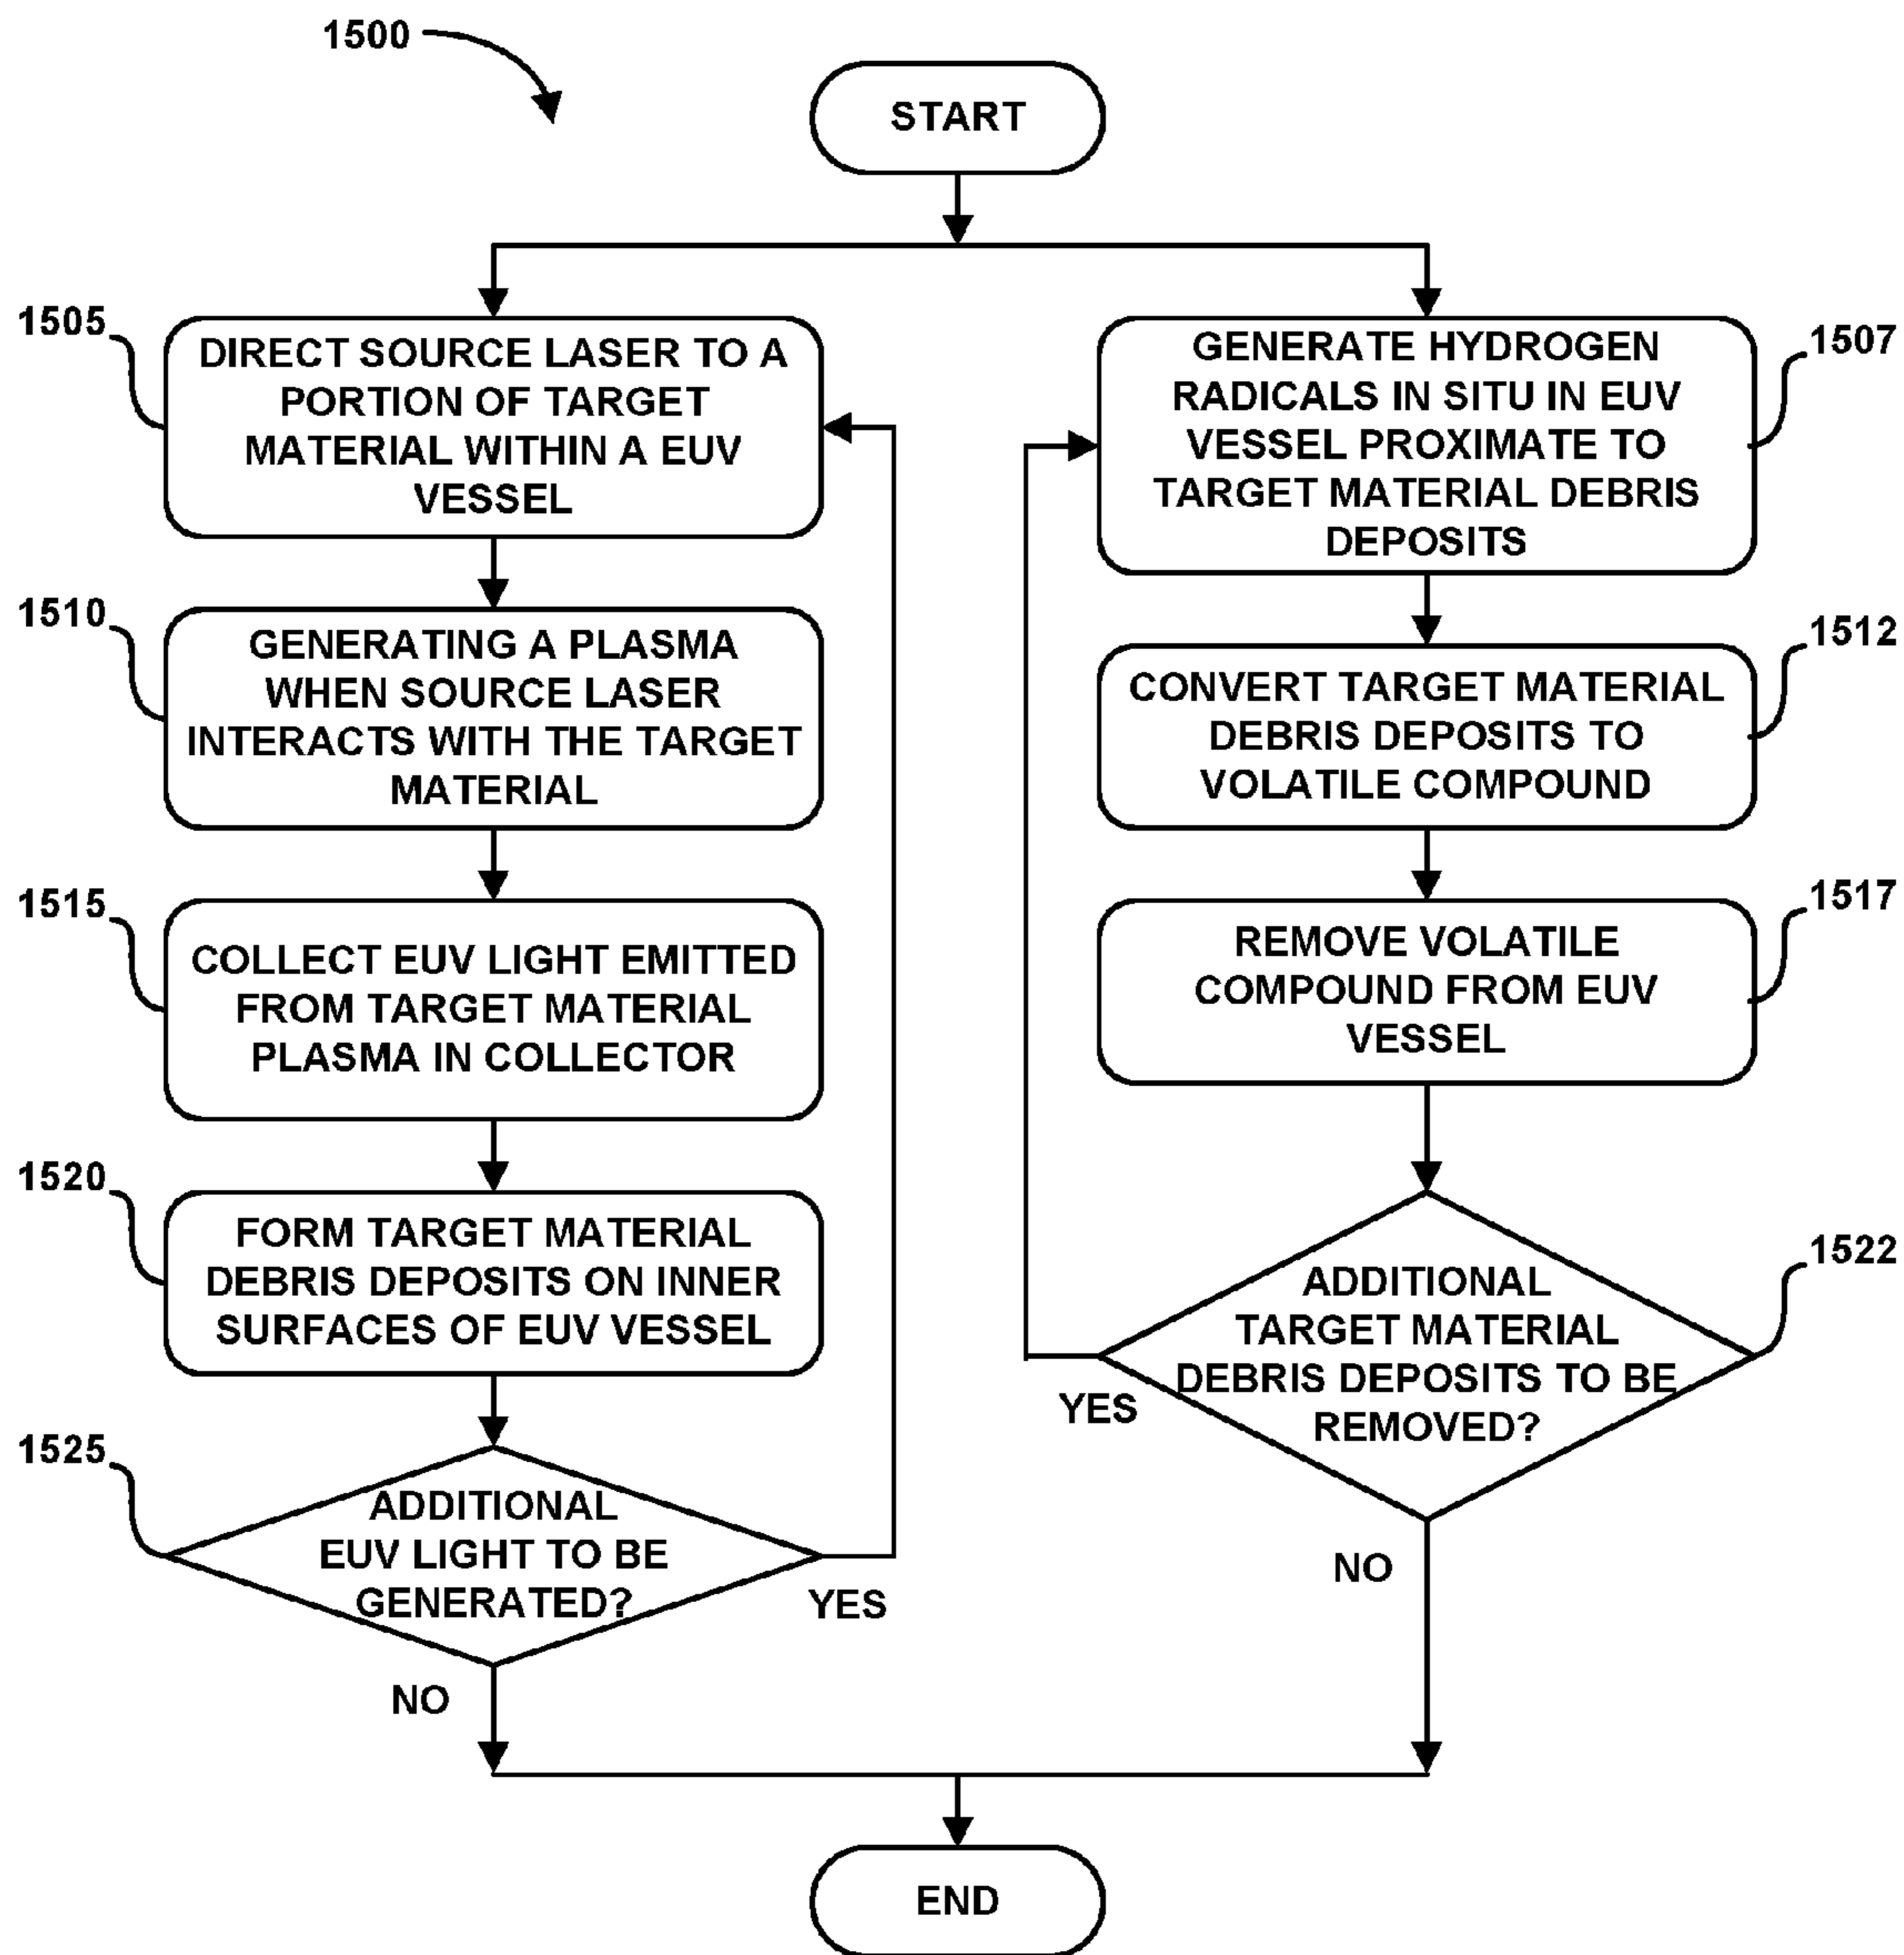 1500
START
1505
DIRECT SOURCE LASER TO A
PORTION OF TARGET
MATERIAL WITHIN A EUV
VESSEL
1510
GENERATING A PLASMA
WHEN SOURCE LASER
INTERACTS WITH THE TARGET
MATERIAL
1515
COLLECT EUV LIGHT EMITTED
FROM TARGET MATERIAL
PLASMA IN COLLECTOR
1520
FORM TARGET MATERIAL
DEBRIS DEPOSITS ON INNER
SURFACES OF EUV VESSEL
1525
ADDITIONAL
EUV LIGHT TO BE
GENERATED?
YES
NO
1507
GENERATE HYDROGEN
RADICALS IN SITU IN EUV
VESSEL PROXIMATE TO
TARGET MATERIAL DEBRIS
DEPOSITS
1512
CONVERT TARGET MATERIAL
DEBRIS DEPOSITS TO
VOLATILE COMPOUND
1517
REMOVE VOLATILE
COMPOUND FROM EUV
VESSEL
1522
ADDITIONAL
TARGET MATERIAL
DEBRIS DEPOSITS TO BE
REMOVED?
YES
NO
END